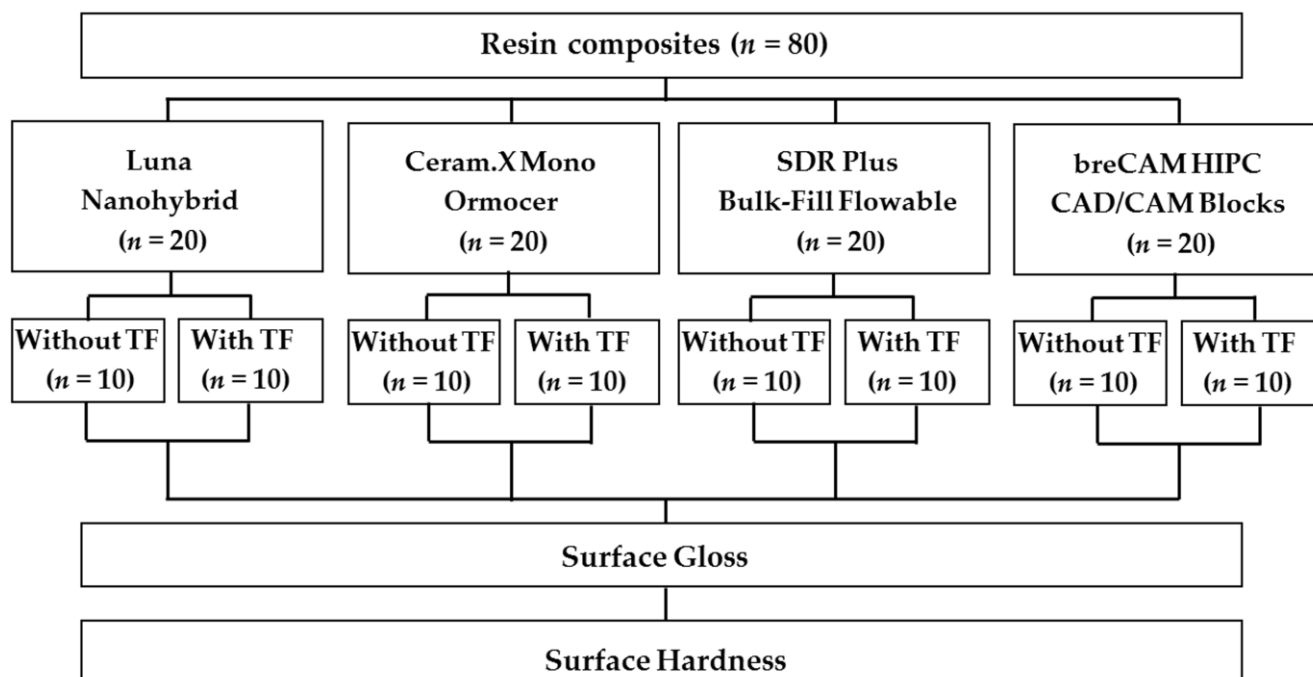 Resin composites (n = 80)
Luna
Nanohybrid
(n = 20)
Ceram.X Mono
Ormocer
(n = 20)
SDR Plus
Bulk-Fill Flowable
(n = 20)
breCAM HIPC
CAD/CAM Blocks
(n = 20)
Without TF
(n = 10)
With TF
(n = 10)
Without TF
(n = 10)
With TF
(n = 10)
Without TF
(n = 10)
With TF
(n = 10)
Without TF
(n = 10)
With TF
(n = 10)
Surface Gloss
Surface Hardness